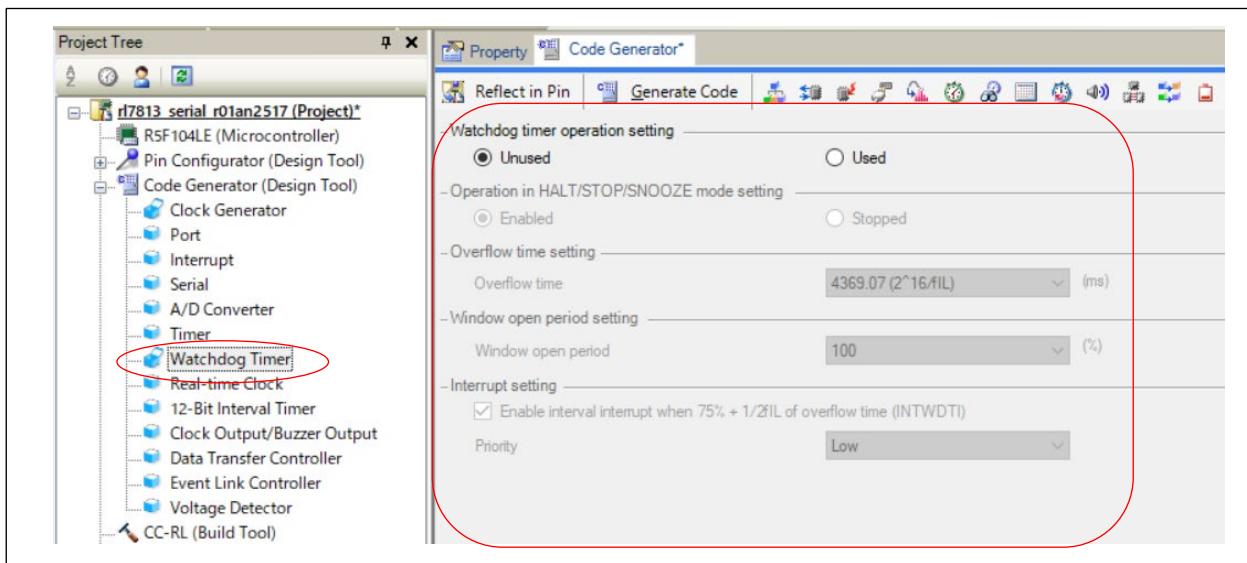 Project Tree
rl7813_serial_r01an2517 (Project)*
R5F104LE (Microcontroller)
Pin Configurator (Design Tool)
Code Generator (Design Tool)
Clock Generator
Port
Interrupt
Serial
A/D Converter
Timer
Watchdog Timer
Real-time Clock
12-Bit Interval Timer
Clock Output/Buzzer Output
Data Transfer Controller
Event Link Controller
Voltage Detector
CC-RL (Build Tool)
Property Code Generator*
Reflect in Pin Generate Code
Watchdog timer operation setting
Unused Used
Operation in HALT/STOP/SNOOZE mode setting
Enabled Stopped
Overflow time setting
Overflow time 4369.07 (2^16/fIL) (ms)
Window open period setting
Window open period 100 (%)
Interrupt setting
Enable interval interrupt when 75% + 1/2fIL of overflow time (INTWDTI)
Priority Low